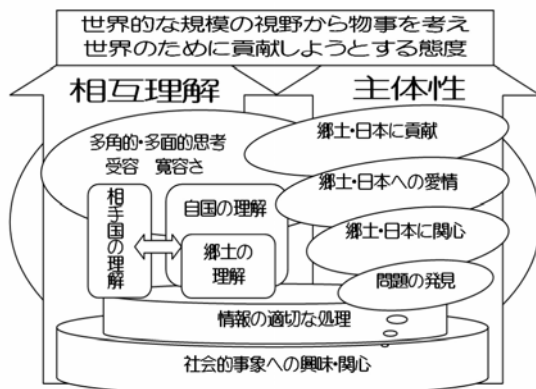 世界的な規模の視野から物事を考え
世界のために貢献しようとする態度
相互理解
主体性
多角的・多面的思考
受容　寛容さ
相手国の理解
自国の理解
郷土の
理解
郷土・日本に貢献
郷土・日本への愛情
郷土・日本に関心
問題の発見
情報の適切な処理
社会的事象への興味・関心